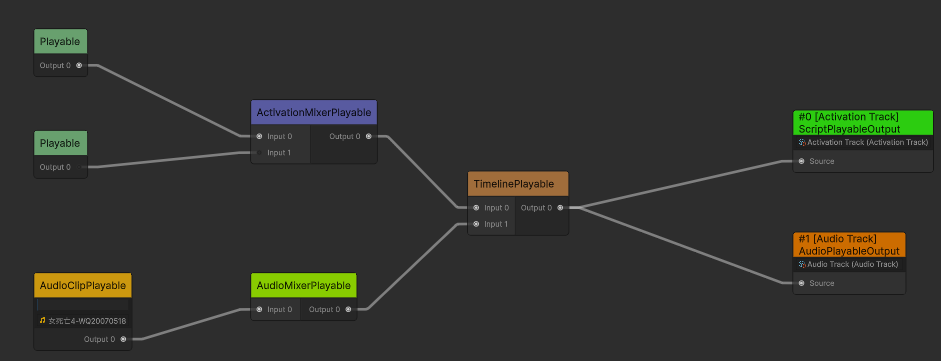 Playable
Output 0
Playable
Output 0
AudioClipPlayable
女死亡4-WQ20070518
Output 0
ActivationMixerPlayable
Input 0
Output 0
Input 1
AudioMixerPlayable
Input 0
Output 0
TimelinePlayable
Input 0
Output 0
Input 1
#0 [Activation Track]
ScriptPlayableOutput
Activation Track (Activation Track)
Source
#1 [Audio Track]
AudioPlayableOutput
Audio Track (Audio Track)
Source